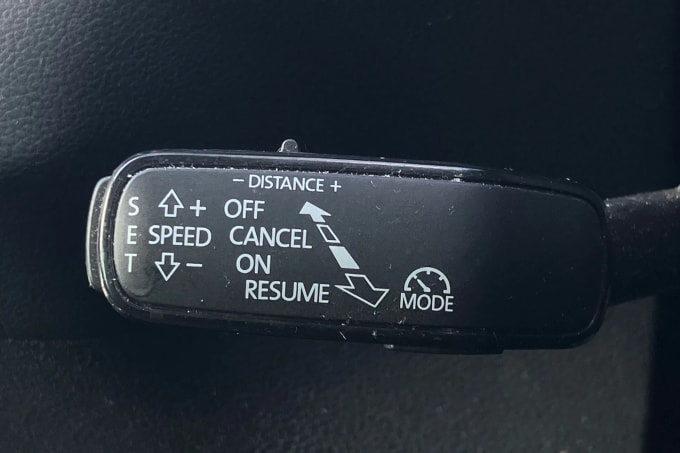 - DISTANCE +
S + OFF
E SPEED CANCEL
T - ON
RESUME
MODE